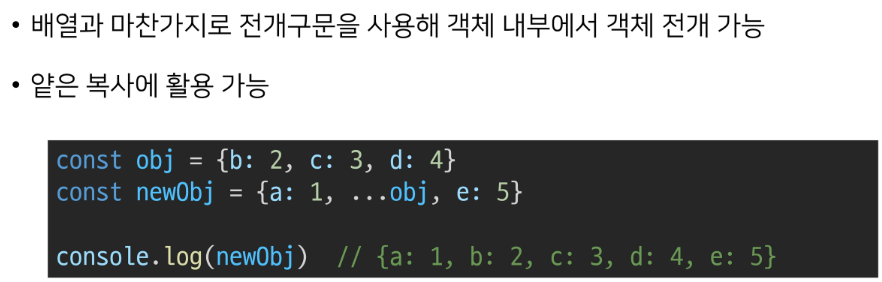 • 배열과 마찬가지로 전개구문을 사용해 객체 내부에서 객체 전개 가능
• 얕은 복사에 활용 가능
const obj = {b: 2, c: 3, d: 4}
const newObj = {a: 1, ...obj, e: 5}
console.log(newObj)  // {a: 1, b: 2, c: 3, d: 4, e: 5}